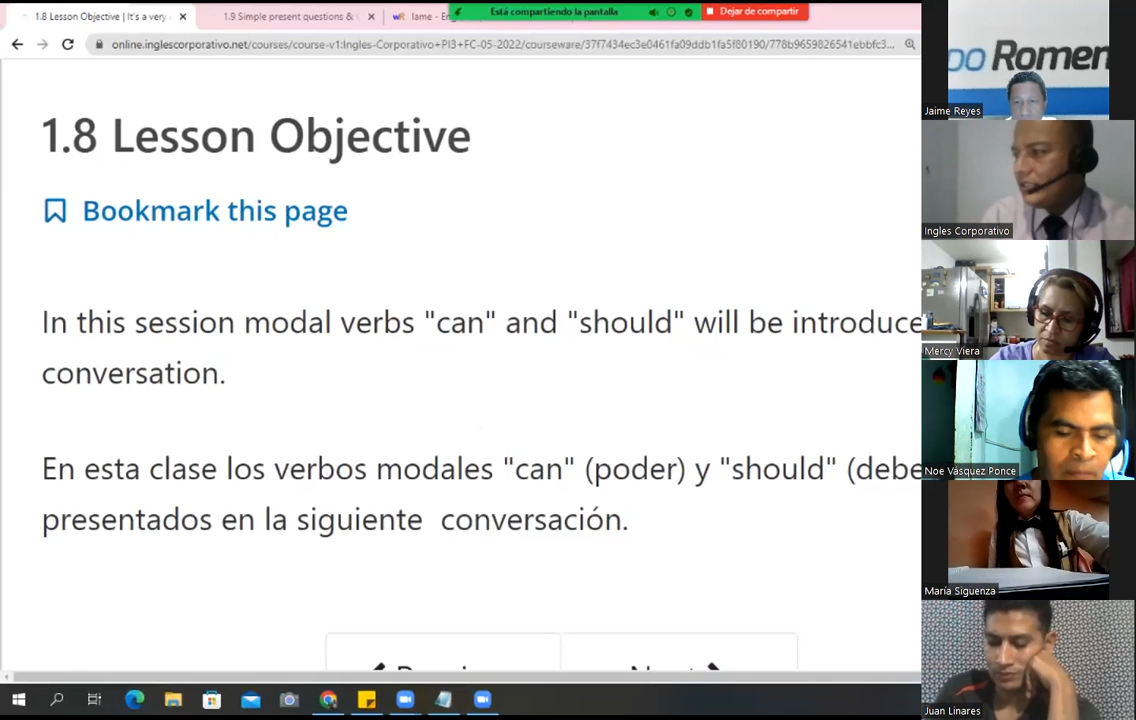 1.8 Lesson Objective | It's a very
1.9 Simple present questions &
lame - En
Está compartiendo la pantalla
Dejar de compartir
online.inglescorporativo.net/courses/course-v1:Ingles-Corporativo+PI3+FC-05-2022/courseware/37f7434ec3e0461fa09ddb1fa5f80190/778b9659826541ebbfc3...
1.8 Lesson Objective
Bookmark this page
In this session modal verbs "can" and "should" will be introduce
conversation.
En esta clase los verbos modales "can" (poder) y "should" (debe
presentados en la siguiente conversación.
Romen
Jaime Reyes
Ingles Corporativo
Mercy Viera
Noe Vásquez Ponce
María Siguenza
Juan Linares